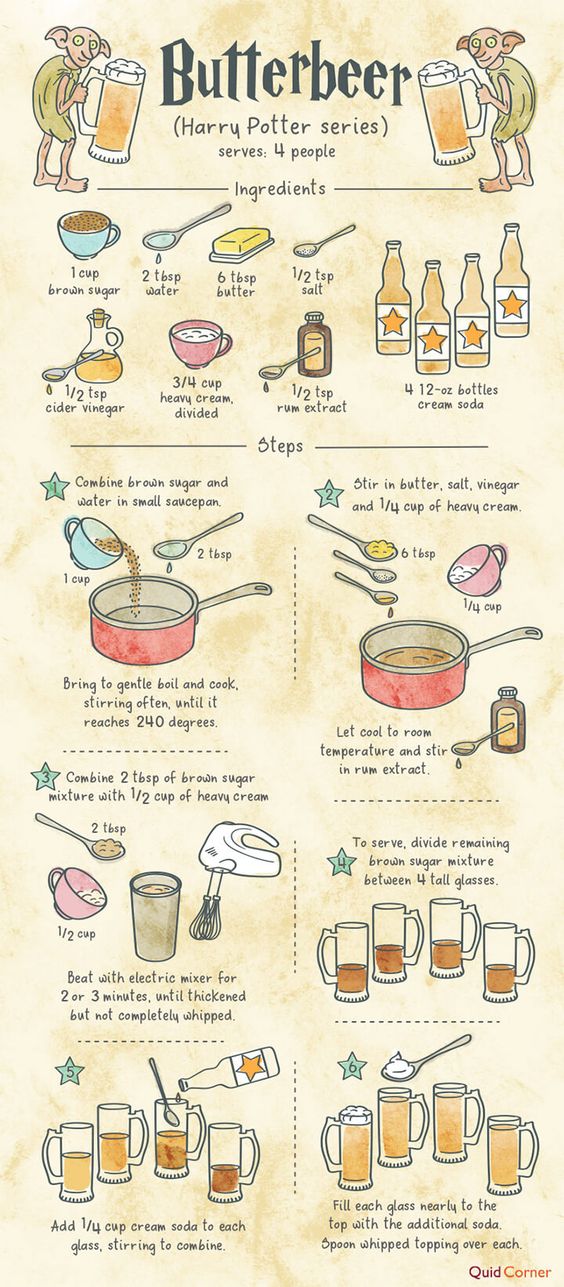 Butterbeer
(Harry Potter series)
serves: 4 people
Ingredients
1 cup
brown sugar
2 tbsp
water
6 tbsp
butter
1/2 tsp
salt
1/2 tsp
cider vinegar
3/4 cup
heavy cream,
divided
1/2 tsp
rum extract
4 12-oz bottles
cream soda
Steps
1
Combine brown sugar and
water in small saucepan.
1 cup
2 tbsp
Bring to gentle boil and cook,
stirring often, until it
reaches 240 degrees.
2
Stir in butter, salt, vinegar
and 1/4 cup of heavy cream.
6 tbsp
1/4 cup
Let cool to room
temperature and stir
in rum extract.
3
Combine 2 tbsp of brown sugar
mixture with 1/2 cup of heavy cream
2 tbsp
1/2 cup
Beat with electric mixer for
2 or 3 minutes, until thickened
but not completely whipped.
4
To serve, divide remaining
brown sugar mixture
between 4 tall glasses.
5
Add 1/4 cup cream soda to each
glass, stirring to combine.
6
Fill each glass nearly to the
top with the additional soda.
Spoon whipped topping over each.
Quid Corner